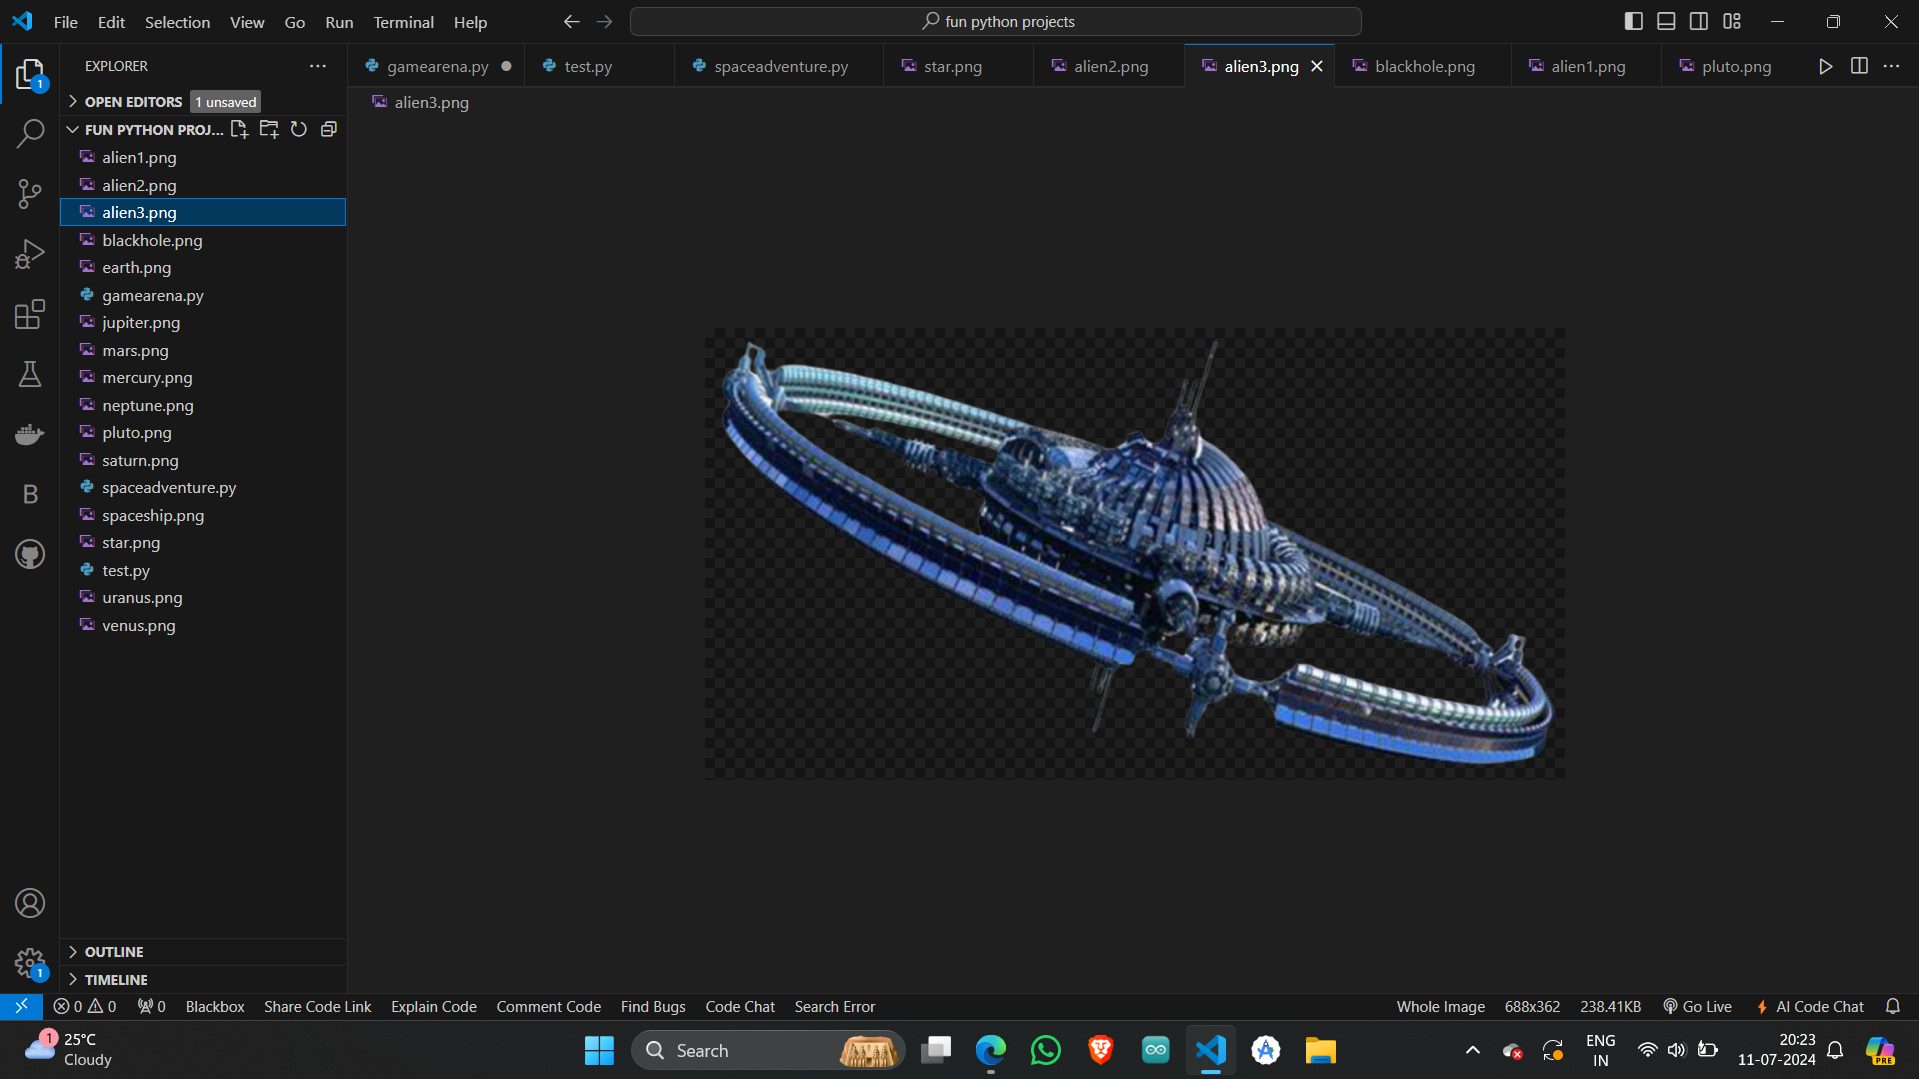 File Edit Selection View Go Run Terminal Help
fun python projects
EXPLORER
gamearena.py
test.py
spaceadventure.py
star.png
alien2.png
alien3.png
blackhole.png
alien1.png
pluto.png
1
OPEN EDITORS 1 unsaved
alien3.png
FUN PYTHON PROJ...
alien1.png
alien2.png
alien3.png
blackhole.png
earth.png
gamearena.py
jupiter.png
mars.png
mercury.png
neptune.png
pluto.png
saturn.png
spaceadventure.py
B
spaceship.png
star.png
test.py
uranus.png
venus.png
OUTLINE
1
TIMELINE
0 0 0 Blackbox Share Code Link Explain Code Comment Code Find Bugs Code Chat Search Error
Whole Image 688x362 238.41KB Go Live AI Code Chat
1
25°C
Cloudy
Search
ENG
IN
20:23
11-07-2024
PRE